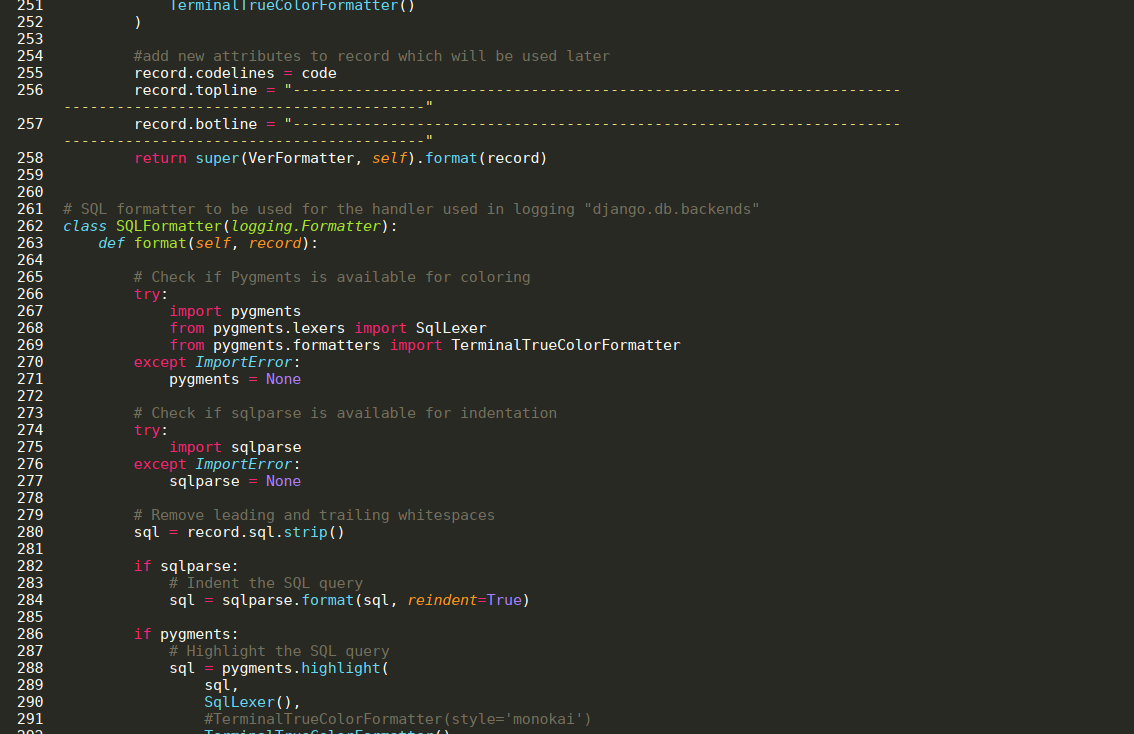 251             TerminalTrueColorFormatter()
252         )
253
254         #add new attributes to record which will be used later
255         record.codelines = code
256         record.topline = "---------------------------------------------------------------------
-----------------------------------------"
257         record.botline = "---------------------------------------------------------------------
-----------------------------------------"
258         return super(VerFormatter, self).format(record)
259
260
261 # SQL formatter to be used for the handler used in logging "django.db.backends"
262 class SQLFormatter(logging.Formatter):
263     def format(self, record):
264
265         # Check if Pygments is available for coloring
266         try:
267             import pygments
268             from pygments.lexers import SqlLexer
269             from pygments.formatters import TerminalTrueColorFormatter
270         except ImportError:
271             pygments = None
272
273         # Check if sqlparse is available for indentation
274         try:
275             import sqlparse
276         except ImportError:
277             sqlparse = None
278
279         # Remove leading and trailing whitespaces
280         sql = record.sql.strip()
281
282         if sqlparse:
283             # Indent the SQL query
284             sql = sqlparse.format(sql, reindent=True)
285
286         if pygments:
287             # Highlight the SQL query
288             sql = pygments.highlight(
289                 sql,
290                 SqlLexer(),
291                 #TerminalTrueColorFormatter(style='monokai')
292                 TerminalTrueColorFormatter()